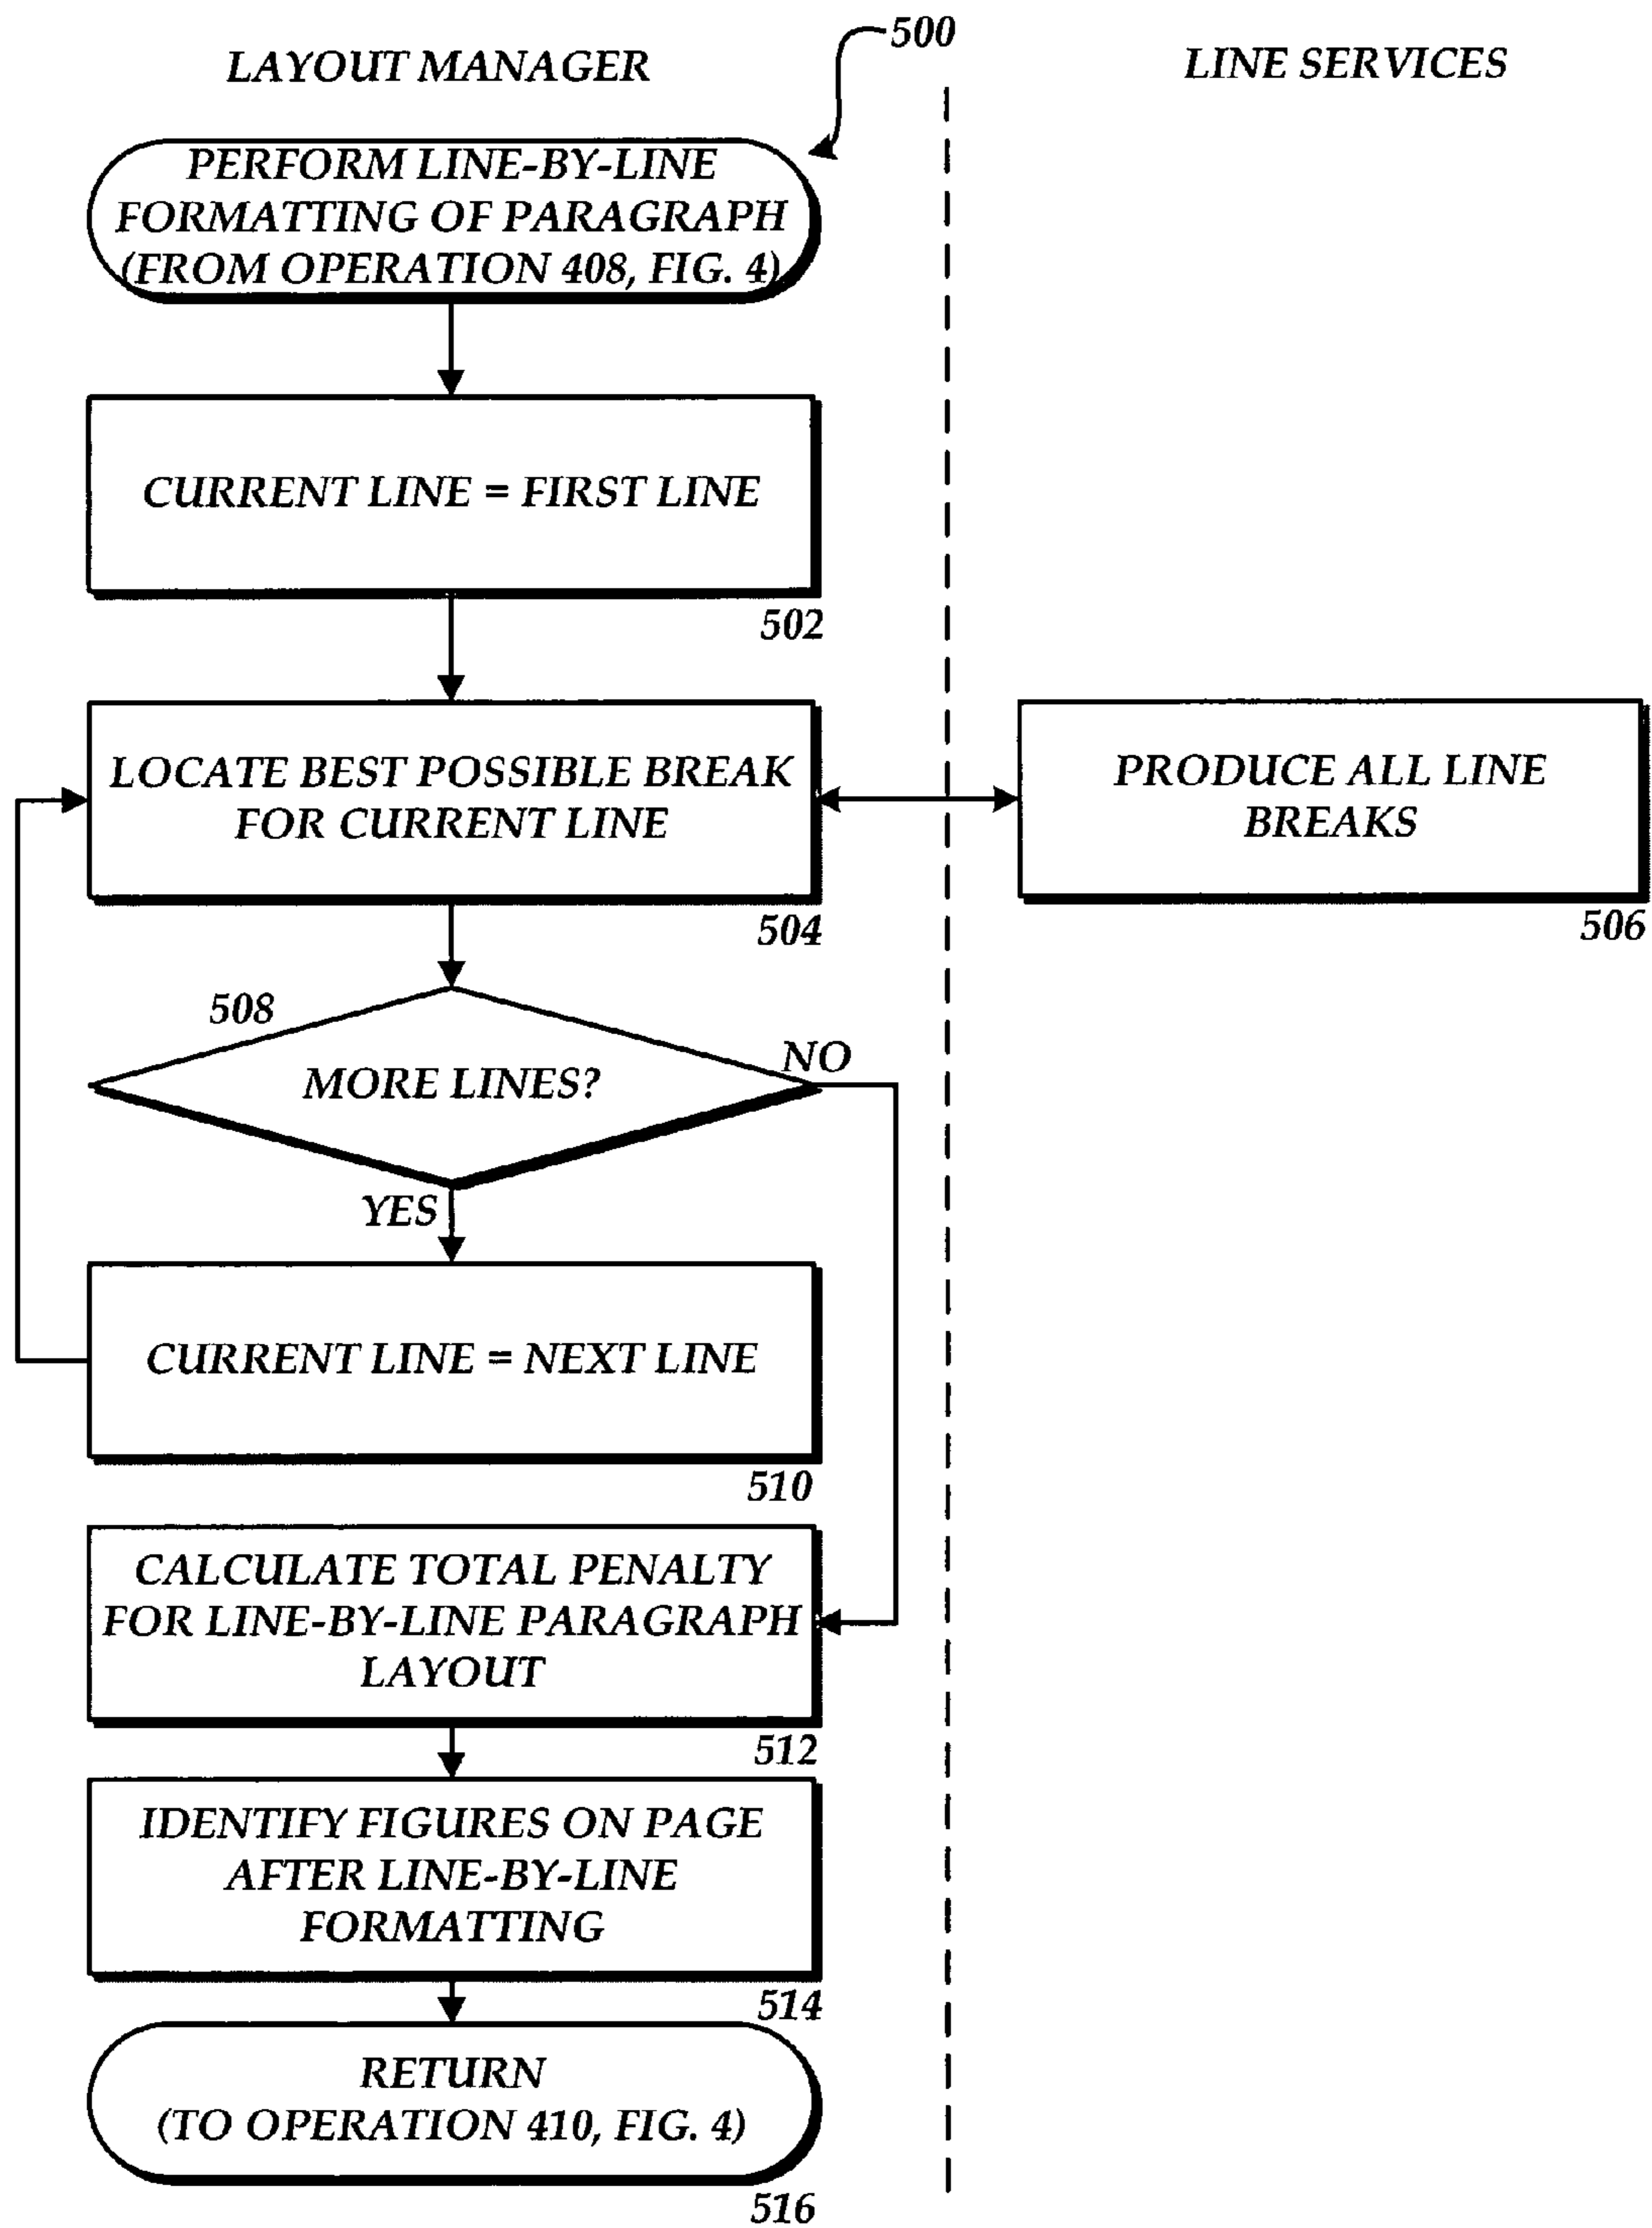 500
LAYOUT MANAGER
LINE SERVICES
PERFORM LINE-BY-LINE
FORMATTING OF PARAGRAPH
(FROM OPERATION 408, FIG. 4)
CURRENT LINE = FIRST LINE
502
LOCATE BEST POSSIBLE BREAK
FOR CURRENT LINE
504
PRODUCE ALL LINE
BREAKS
506
508
MORE LINES?
NO
YES
CURRENT LINE = NEXT LINE
510
CALCULATE TOTAL PENALTY
FOR LINE-BY-LINE PARAGRAPH
LAYOUT
512
IDENTIFY FIGURES ON PAGE
AFTER LINE-BY-LINE
FORMATTING
514
RETURN
(TO OPERATION 410, FIG. 4)
516